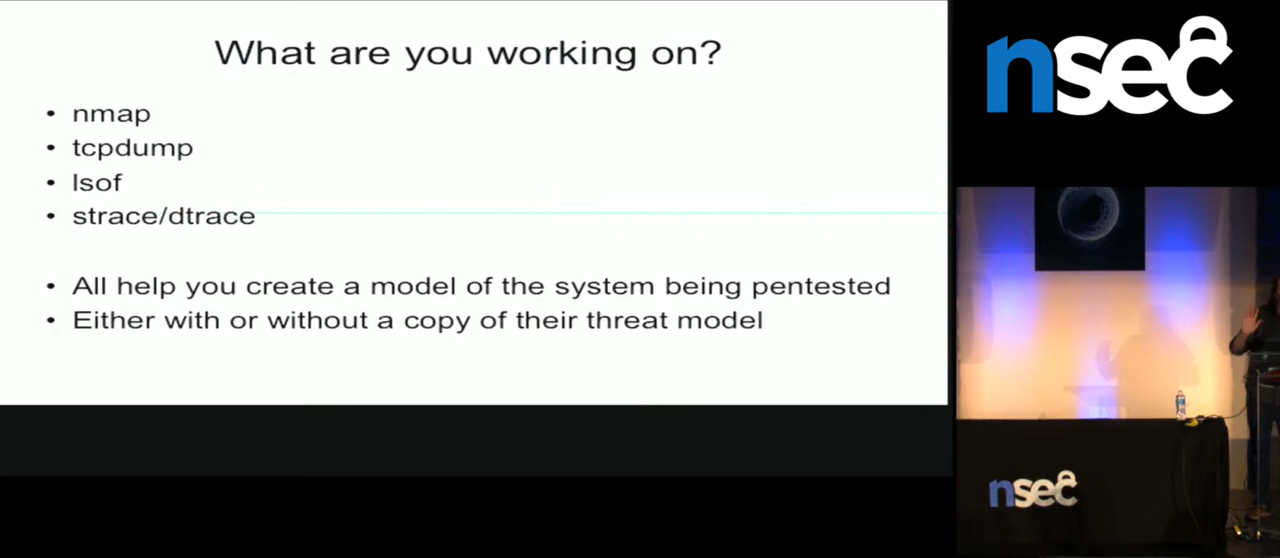 What are you working on?
• nmap
• tcpdump
• lsof
• strace/dtrace
• All help you create a model of the system being pentested
• Either with or without a copy of their threat model
nsec
nsec